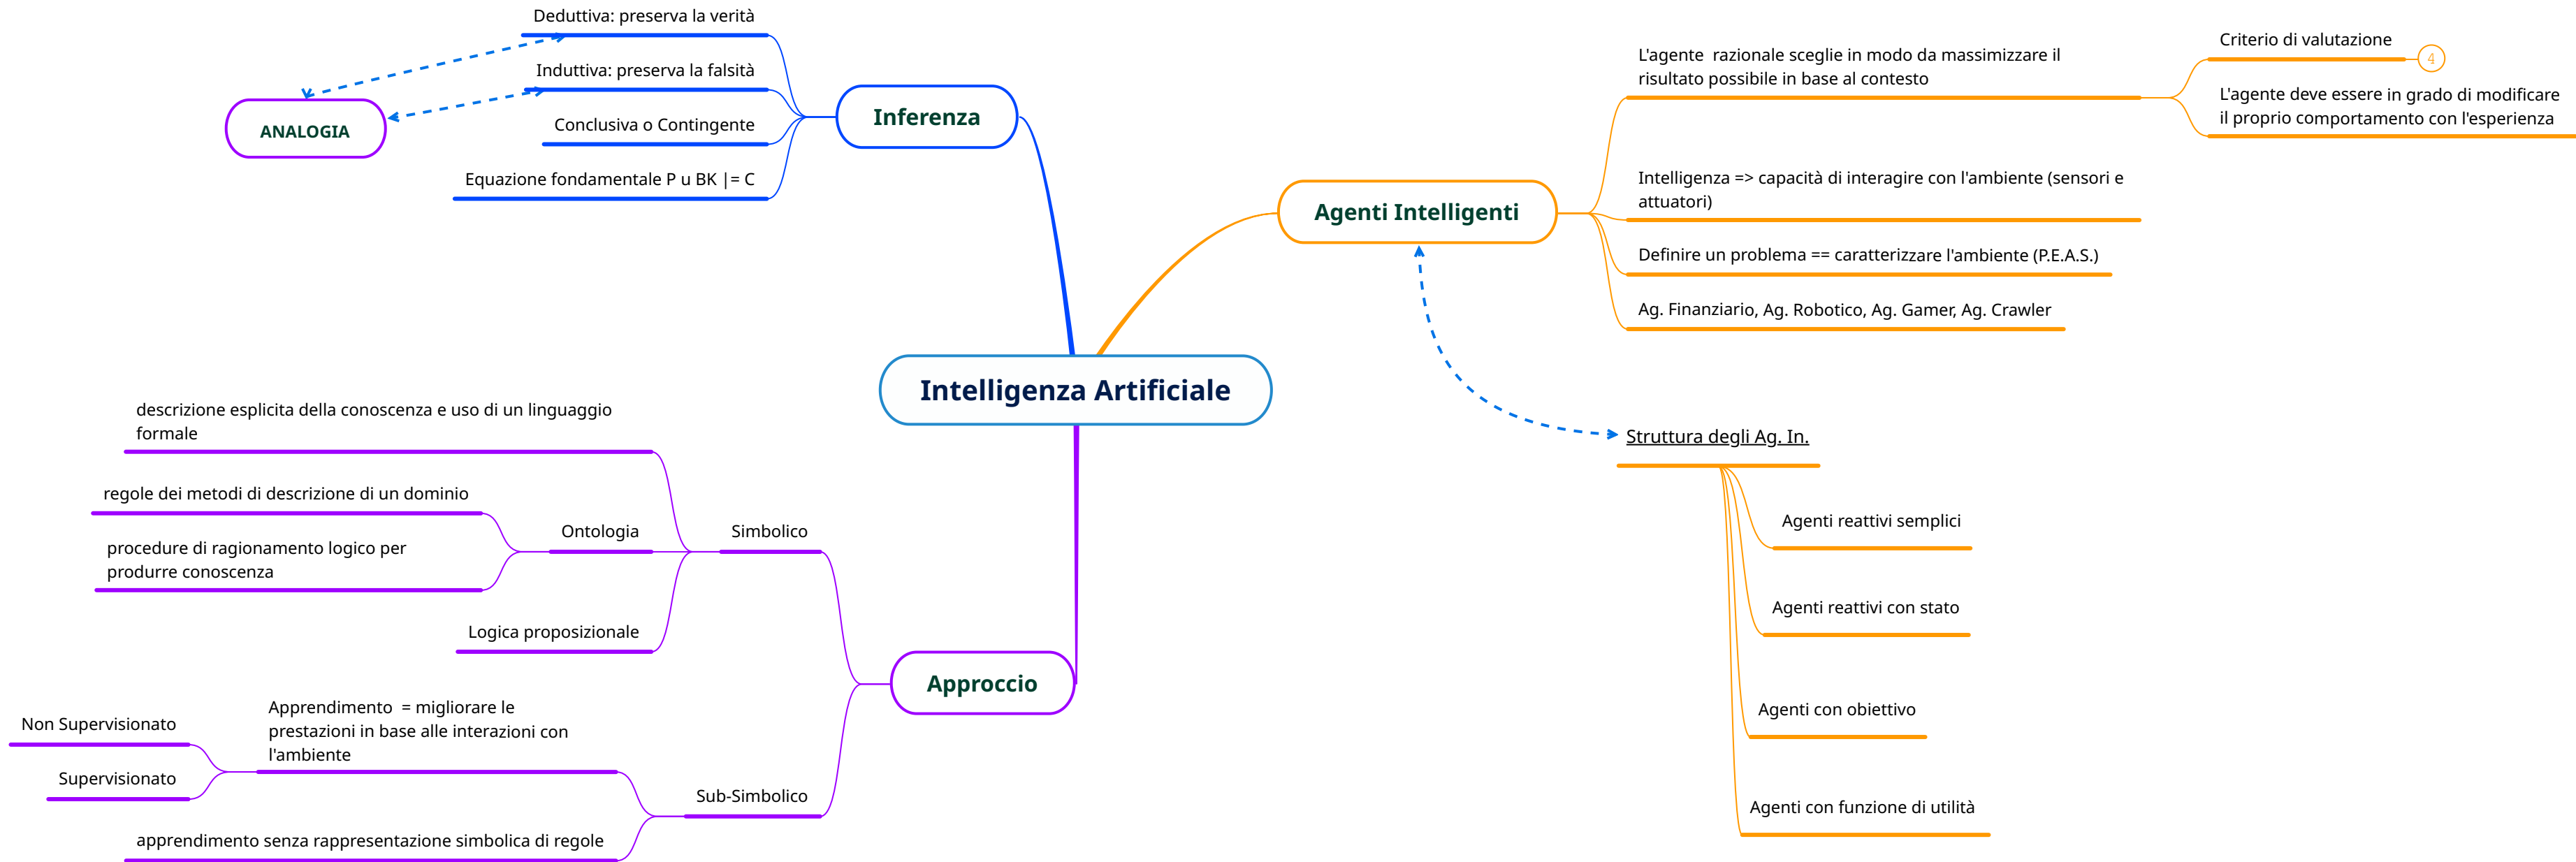 Deduttiva: preserva la verità
Induttiva: preserva la falsità
ANALOGIA
Conclusiva o Contingente
Equazione fondamentale P u BK |= C
Inferenza
Agenti Intelligenti
L'agente  razionale sceglie in modo da massimizzare il
risultato possibile in base al contesto
Criterio di valutazione
4
L'agente deve essere in grado di modificare
il proprio comportamento con l'esperienza
Intelligenza => capacità di interagire con l'ambiente (sensori e
attuatori)
Definire un problema == caratterizzare l'ambiente (P.E.A.S.)
Ag. Finanziario, Ag. Robotico, Ag. Gamer, Ag. Crawler
Intelligenza Artificiale
Struttura degli Ag. In.
Agenti reattivi semplici
Agenti reattivi con stato
Agenti con obiettivo
Agenti con funzione di utilità
descrizione esplicita della conoscenza e uso di un linguaggio
formale
regole dei metodi di descrizione di un dominio
procedure di ragionamento logico per
produrre conoscenza
Ontologia
Simbolico
Logica proposizionale
Approccio
Apprendimento  = migliorare le
prestazioni in base alle interazioni con
l'ambiente
Non Supervisionato
Supervisionato
Sub-Simbolico
apprendimento senza rappresentazione simbolica di regole